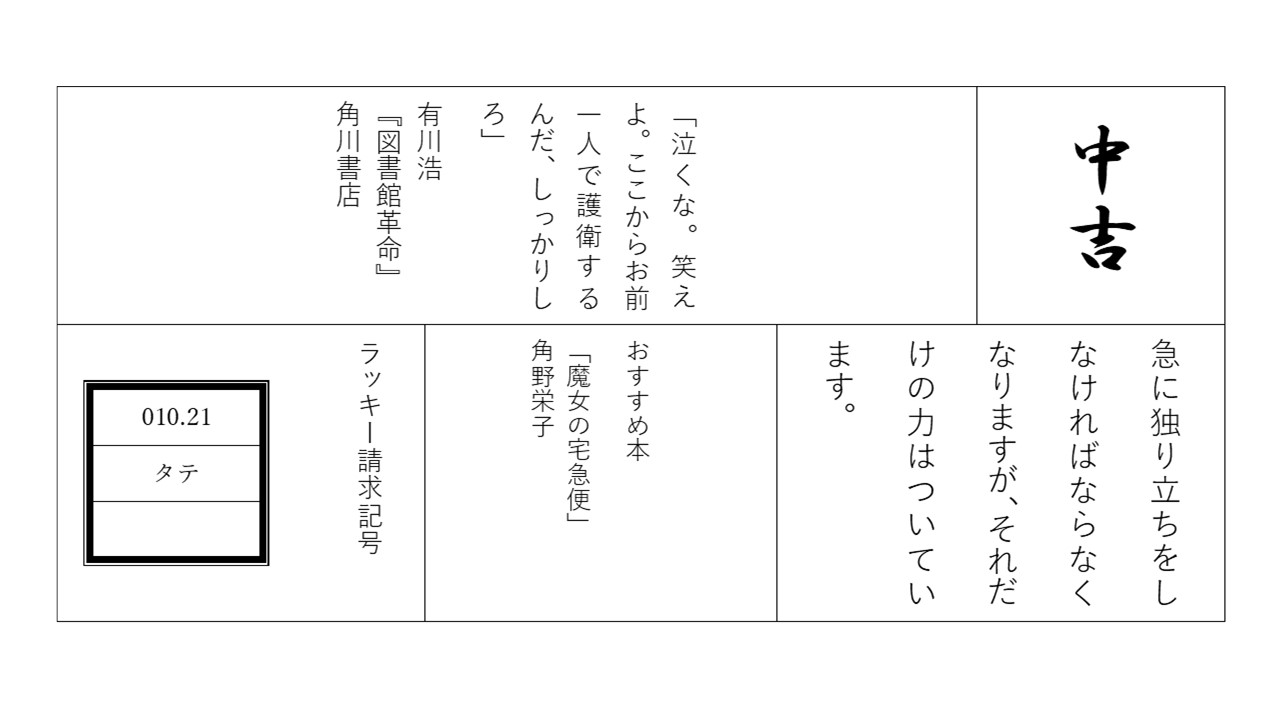 中吉
「泣くな。笑え
よ。ここからお前
一人で護衛する
んだ、しっかりし
ろ」
有川浩
『図書館革命』
角川書店
急に独り立ちをし
なければならなく
なりますが、それだ
けの力はついてい
ます。
おすすめ本
「魔女の宅急便」
角野栄子
ラッキー請求記号
010.21
タテ